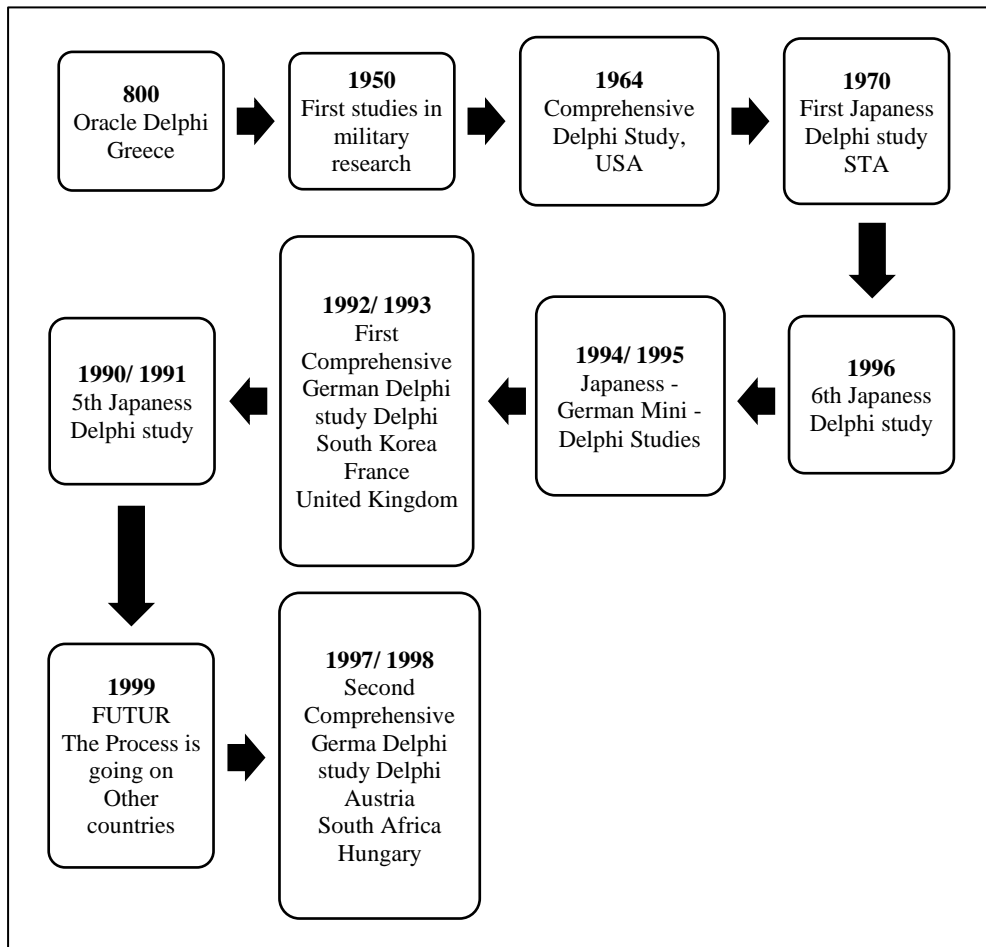 800
Oracle Delphi
Greece
1950
First studies in
military
research
1964
Comprehensive
Delphi Study,
USA
1970
First Japaness
Delphi study
STA
1996
6th Japaness
Delphi study
1994/ 1995
Japaness -
German Mini -
Delphi Studies
1992/ 1993
First
Comprehensive
German Delphi
study Delphi
South Korea
France
United Kingdom
1990/ 1991
5th Japaness
Delphi study
1999
FUTUR
The Process is
going on
Other
countries
1997/ 1998
Second
Comprehensive
Germa Delphi
study Delphi
Austria
South Africa
Hungary